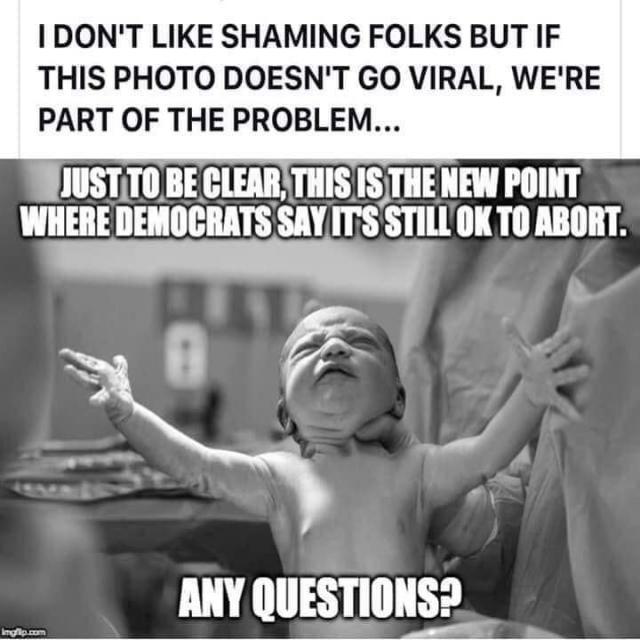 I DON'T LIKE SHAMING FOLKS BUT IF
THIS PHOTO DOESN'T GO VIRAL, WE'RE
PART OF THE PROBLEM...
JUST TO BE CLEAR, THIS IS THE NEW POINT
WHERE DEMOCRATS SAY IT'S STILL OK TO ABORT.
ANY QUESTIONS?
imgflip.com